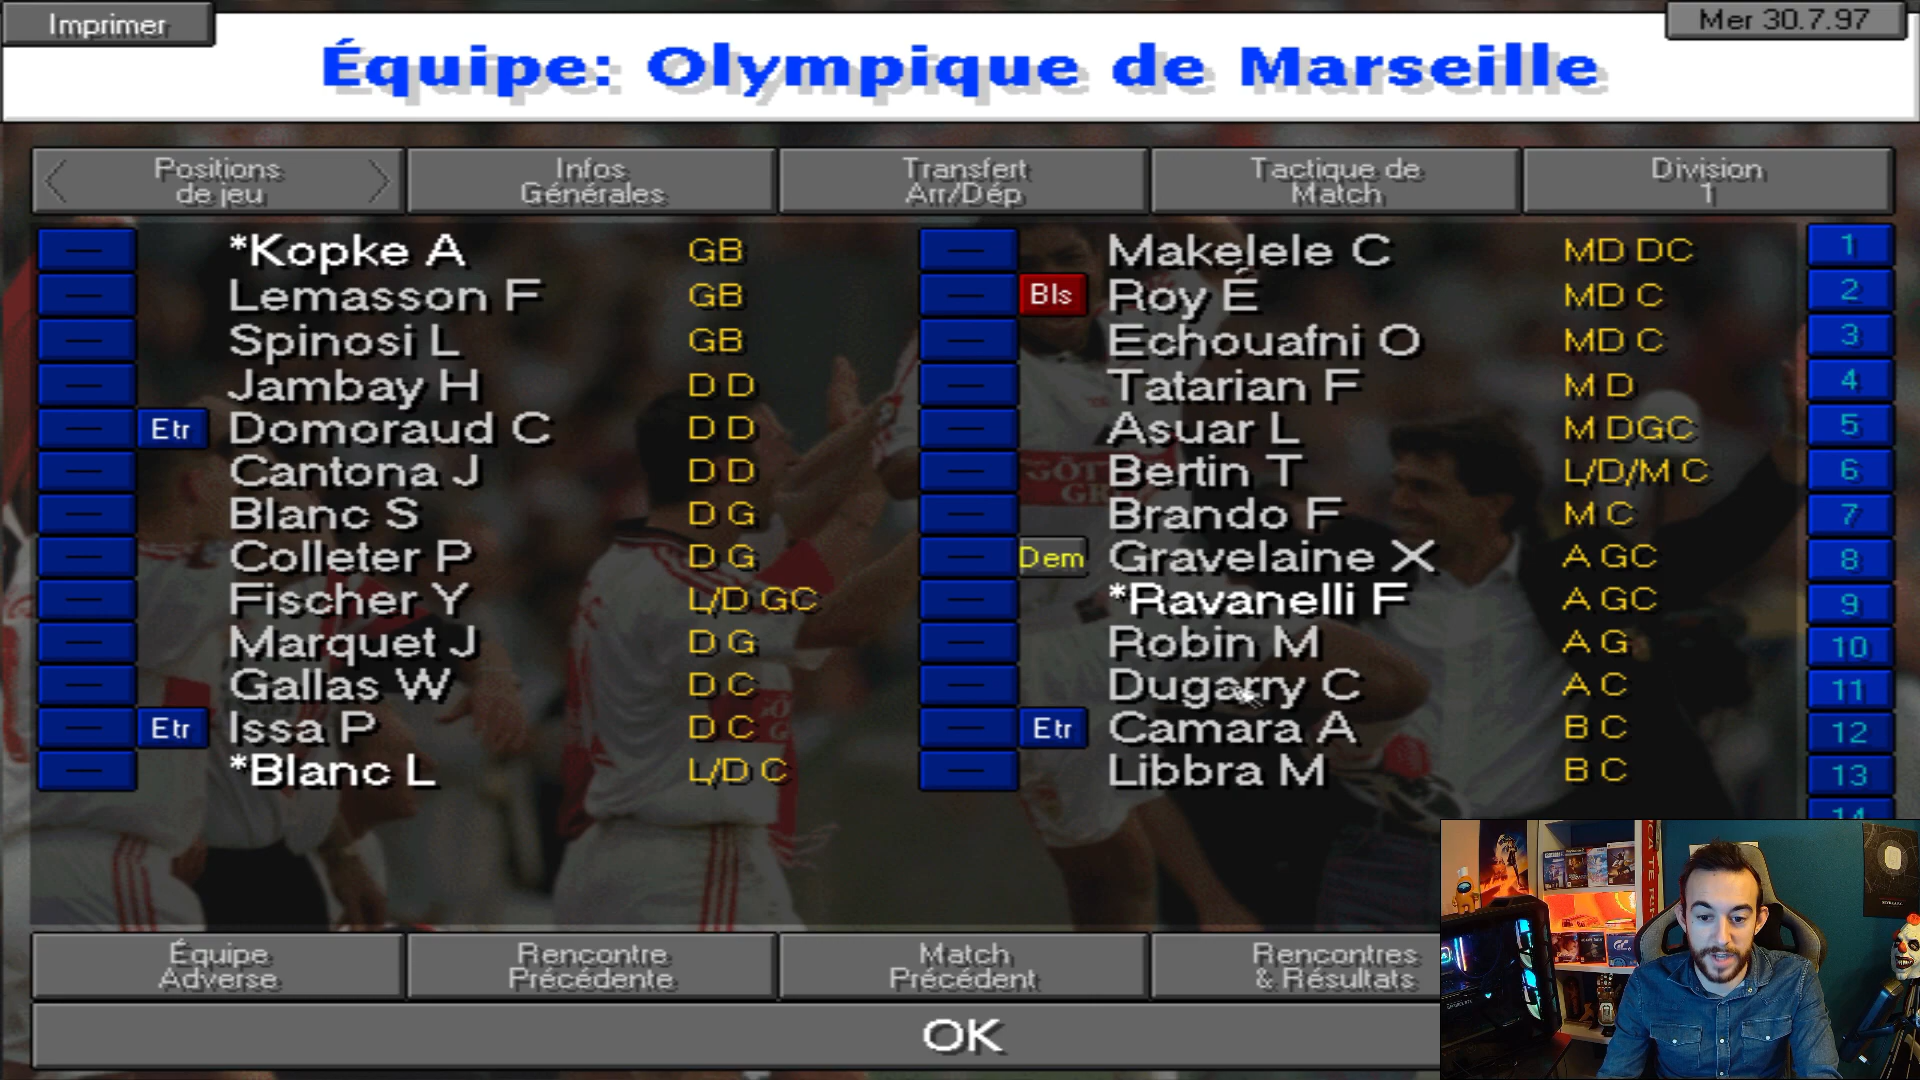 Imprimer
Mer 30.7.97
Équipe: Olympique de Marseille
Positions de jeu
Infos Générales
Transfert Arr/Dép
Tactique de Match
Division 1
*Kopke A GB
Lemasson F GB
Spinosi L GB
Jambay H D D
Etr Domoraud C D D
Cantona J D D
Blanc S D G
Colleter P D G
Fischer Y L/D GC
Marquet J D G
Gallas W D C
Etr Issa P D C
*Blanc L L/D C
Makelele C MD DC
Bls Roy É MD C
Echouafni O MD C
Tatarian F M D
Asuar L M DGC
Bertin T L/D/M C
Brando F M C
Dem Gravelaine X A GC
*Ravanelli F A GC
Robin M A G
Dugarry C A C
Etr Camara A B C
Libbra M B C
1
2
3
4
5
6
7
8
9
10
11
12
13
14
Équipe Adverse
Rencontre Précédente
Match Précédent
Rencontres & Résultats
OK